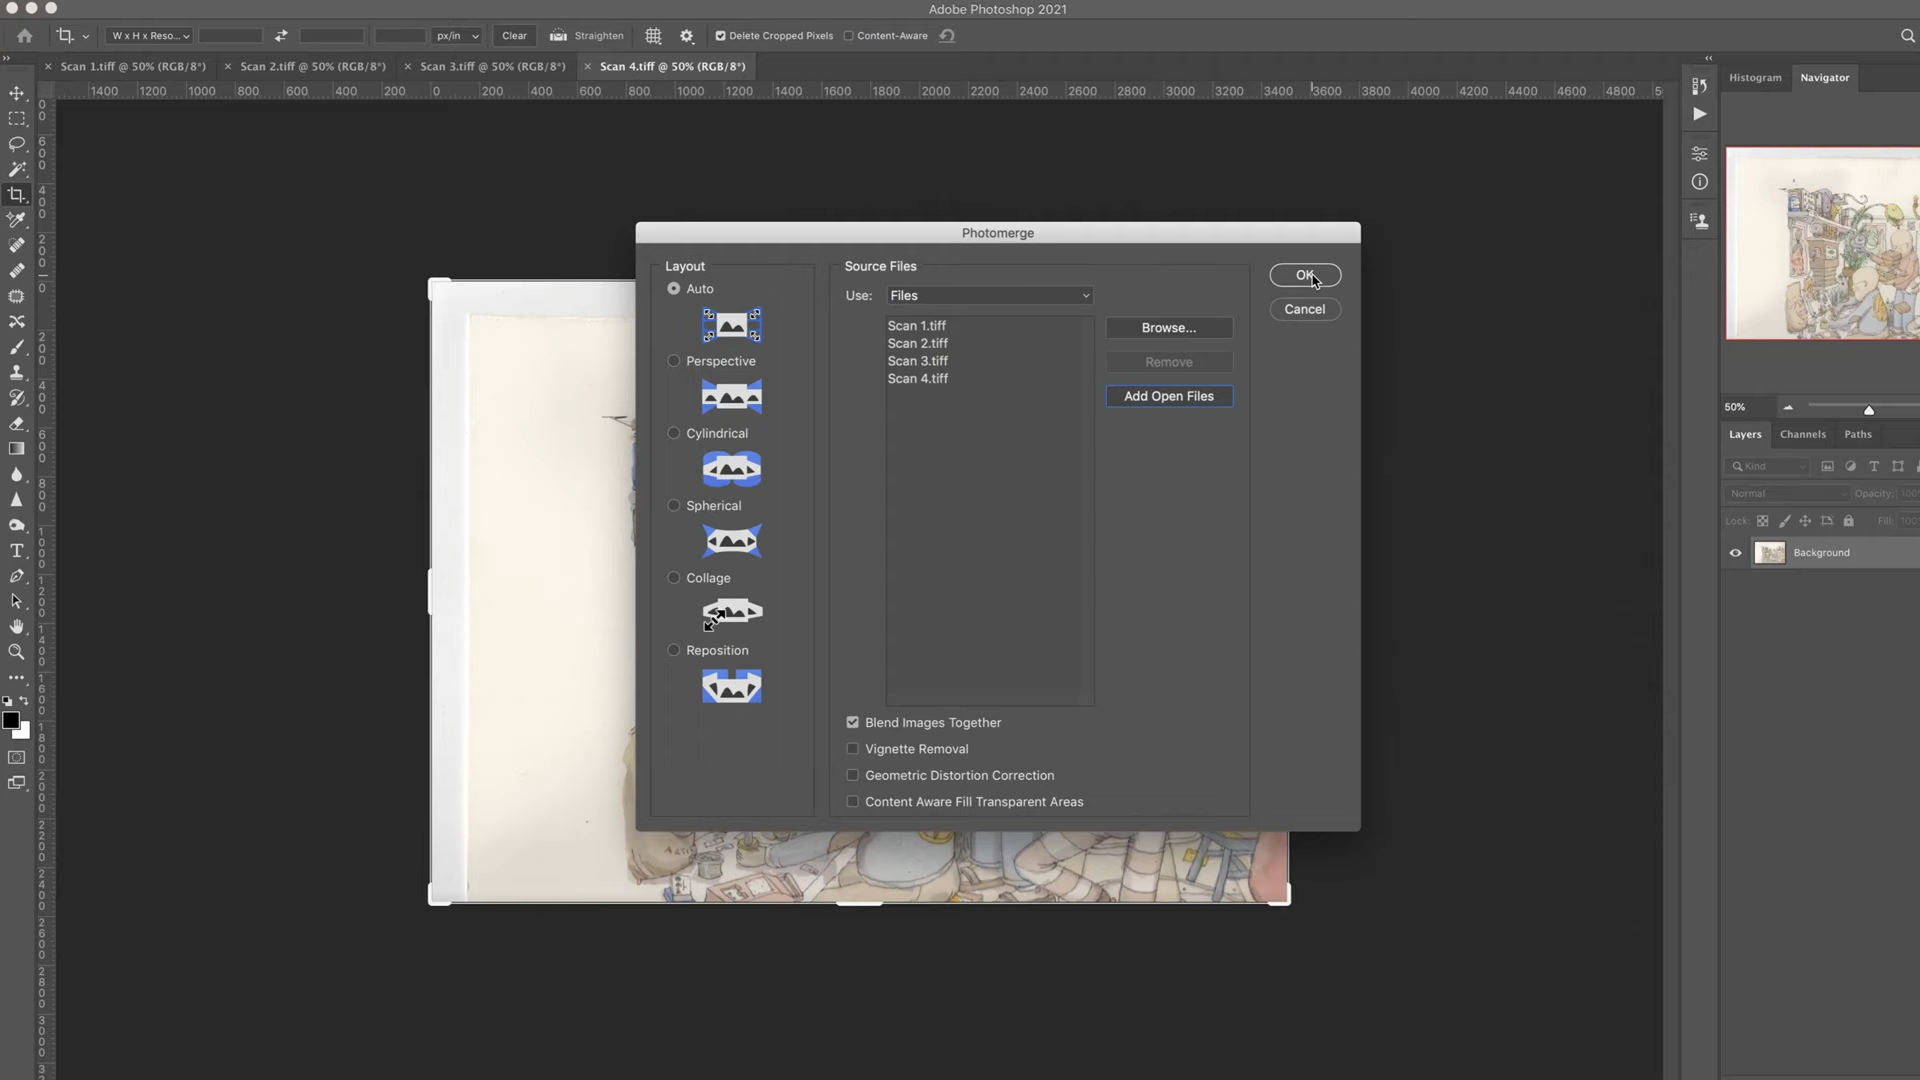 Adobe Photoshop 2021
W x H x Reso... px/in Clear Straighten Delete Cropped Pixels Content-Aware
× Scan 1.tiff @ 50% (RGB/8*) × Scan 2.tiff @ 50% (RGB/8*) × Scan 3.tiff @ 50% (RGB/8*) × Scan 4.tiff @ 50% (RGB/8*)
Histogram Navigator
1400 1200 1000 800 600 400 200 0 200 400 600 800 1000 1200 1400 1600 1800 2000 2200 2400 2600 2800 3000 3200 3400 3600 3800 4000 4200 4400 4600 4800
Photomerge
Layout
Auto
Perspective
Cylindrical
Spherical
Collage
Reposition
Source Files
Use: Files
Scan 1.tiff
Scan 2.tiff
Scan 3.tiff
Scan 4.tiff
Browse...
Remove
Add Open Files
OK
Cancel
Blend Images Together
Vignette Removal
Geometric Distortion Correction
Content Aware Fill Transparent Areas
50%
Layers Channels Paths
Kind
Normal Opacity: 100
Lock: Fill: 100
Background